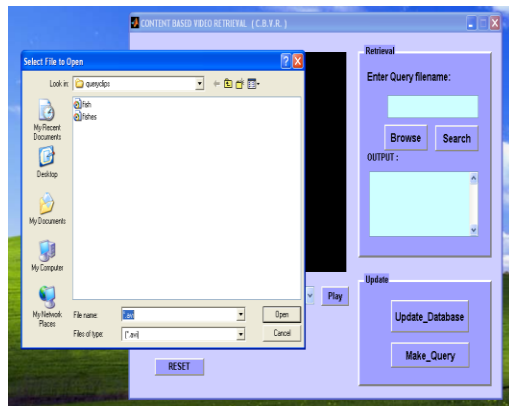 CONTENT BASED VIDEO RETRIEVAL ( C.B.V.R. )
Select File to Open
Look in:
queryclips
fish
fishes
My Recent
Documents
Desktop
My Documents
My Computer
My Network
Places
File name:
*.avi
Open
Files of type:
(*.avi)
Cancel
Retrieval
Enter Query filename:
Browse
Search
OUTPUT :
Play
Update
Update_Database
Make_Query
RESET